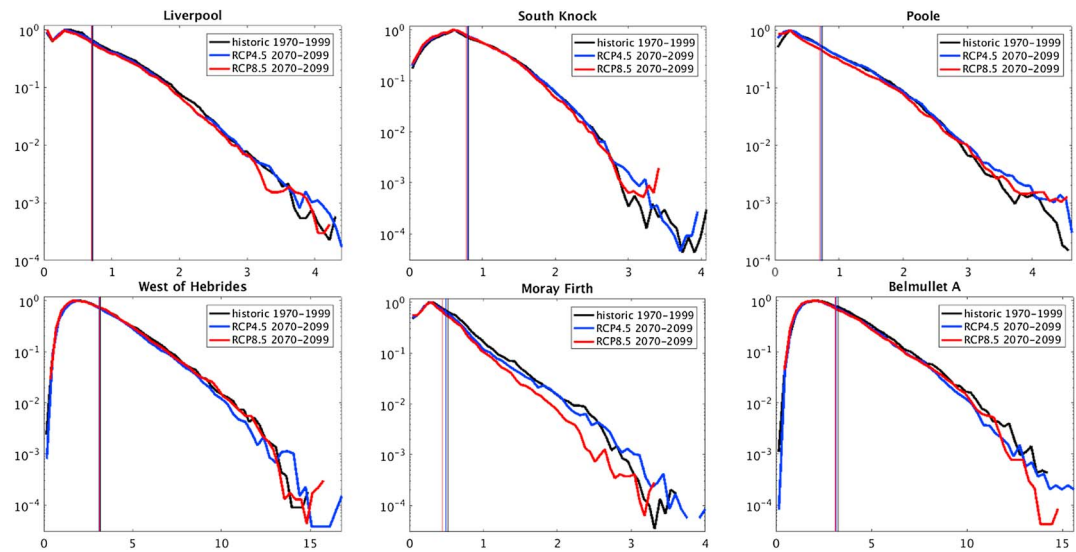 Liverpool
10^0
10^-1
10^-2
10^-3
10^-4
historic 1970-1999
RCP4.5 2070-2099
RCP8.5 2070-2099
0 1 2 3 4
South Knock
10^0
10^-1
10^-2
10^-3
10^-4
historic 1970-1999
RCP4.5 2070-2099
RCP8.5 2070-2099
0 1 2 3 4
Poole
10^0
10^-1
10^-2
10^-3
10^-4
historic 1970-1999
RCP4.5 2070-2099
RCP8.5 2070-2099
0 1 2 3 4
West of Hebrides
10^0
10^-1
10^-2
10^-3
10^-4
historic 1970-1999
RCP4.5 2070-2099
RCP8.5 2070-2099
0 5 10 15
Moray Firth
10^0
10^-1
10^-2
10^-3
10^-4
historic 1970-1999
RCP4.5 2070-2099
RCP8.5 2070-2099
0 1 2 3 4
Belmullet A
10^0
10^-1
10^-2
10^-3
10^-4
historic 1970-1999
RCP4.5 2070-2099
RCP8.5 2070-2099
0 5 10 15